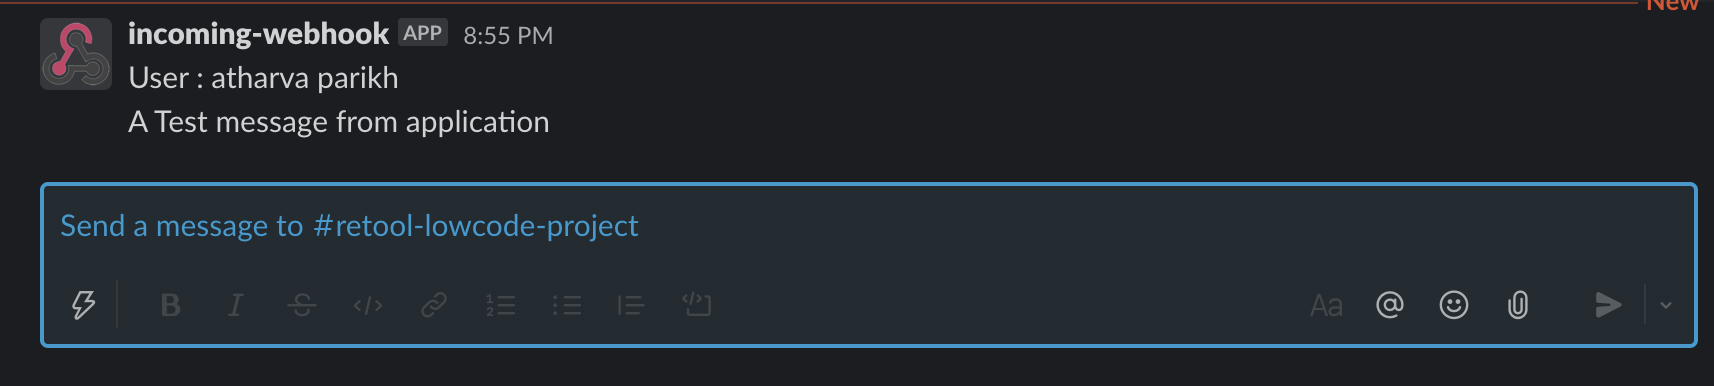 New
incoming-webhook APP 8:55 PM
User : atharva parikh
A Test message from application
Send a message to #retool-lowcode-project
B I S </> Aa @